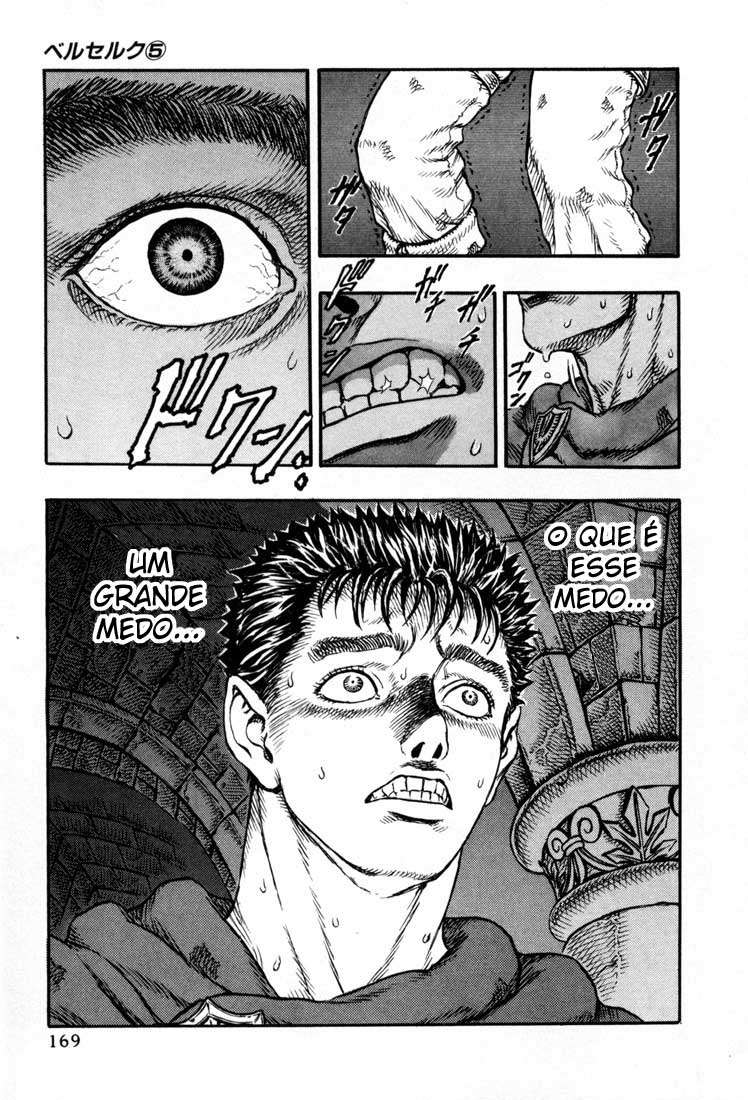 ベルセルク⑤
ガタ
ガタ
ドクン!
ドクン
ガチ
ガチ
ゴクン
O QUE É
ESSE
MEDO...
UM
GRANDE
MEDO...
169